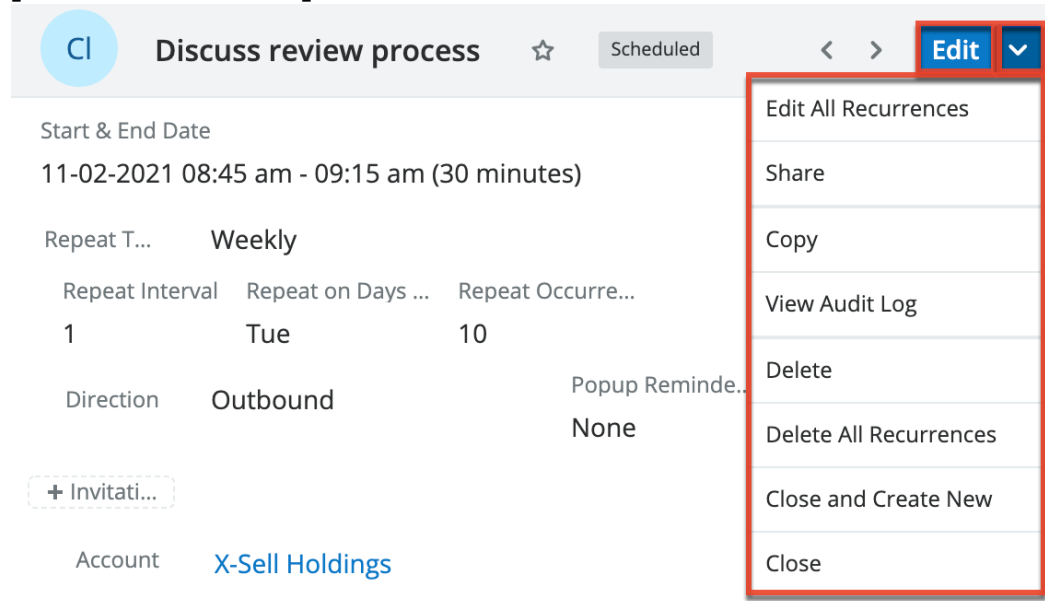 Cl Discuss review process Scheduled Edit
Edit All Recurrences
Start & End Date
11-02-2021 08:45 am - 09:15 am (30 minutes)
Share
Repeat T... Weekly
Copy
Repeat Interval Repeat on Days ... Repeat Occurre...
View Audit Log
1 Tue 10
Delete
Popup Reminde..
Direction Outbound
None
Delete All Recurrences
+ Invitati...
Close and Create New
Account X-Sell Holdings
Close